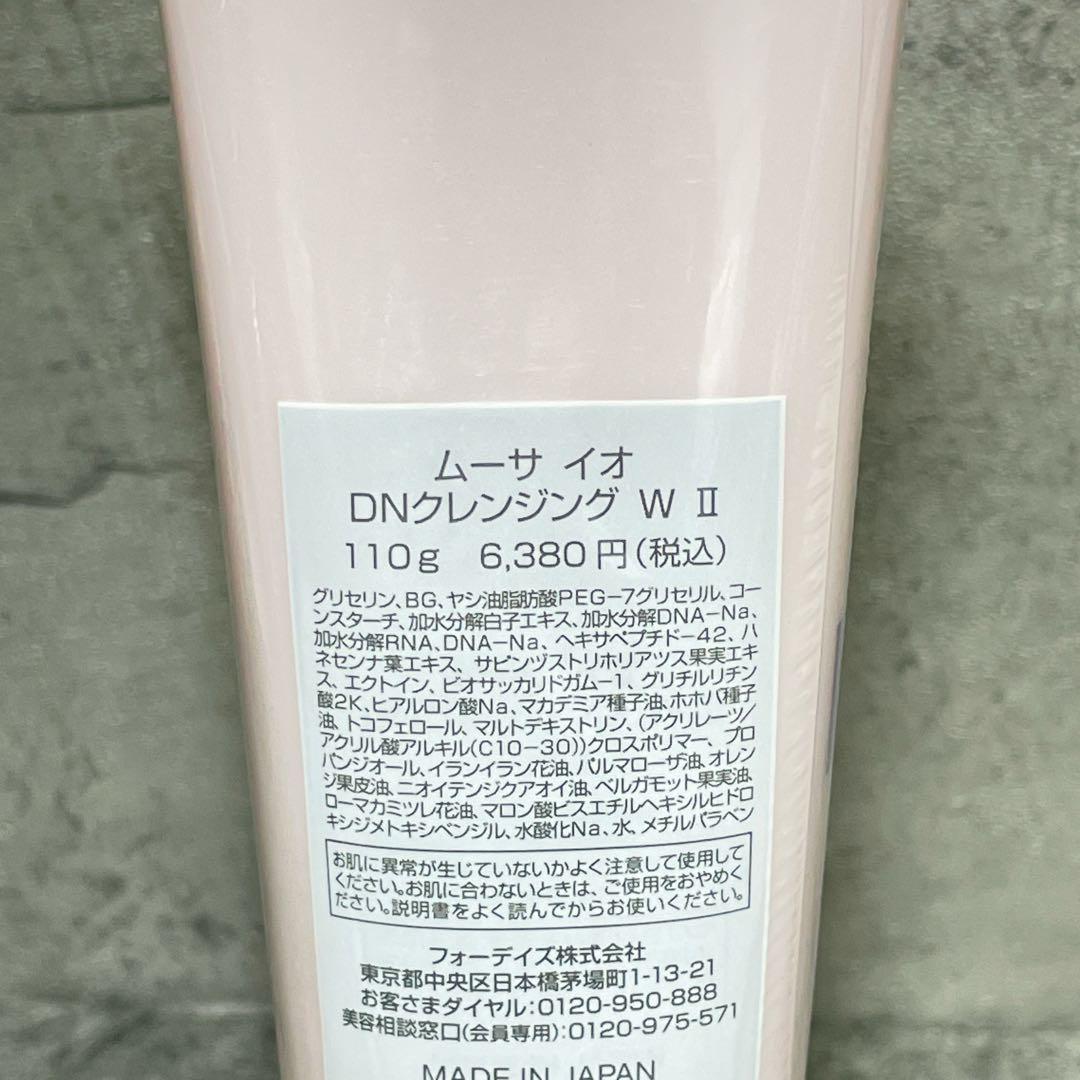 ムーサ イオ
DNクレンジング W Ⅱ
110g 6,380円(税込)
グリセリン、BG、ヤシ油脂肪酸PEG-7グリセリル、コー
ンスターチ、加水分解白子エキス、加水分解DNA-Na、
加水分解RNA、DNA-Na、ヘキサペプチド-42、ハ
ネセンナ葉エキス、サピンヅストリホリアツス果実エキ
ス、エクトイン、ビオサッカリドガム-1、グリチルリチン
酸2K、ヒアルロン酸Na、マカデミア種子油、ホホバ種子
油、トコフェロール、マルトデキストリン、(アクリレーツ/
アクリル酸アルキル(C10-30))クロスポリマー、プロ
パンジオール、イランイラン花油、パルマローザ油、オレン
ジ果皮油、ニオイテンジクアオイ油、ベルガモット果実油、
ローマカミツレ花油、マロン酸ビスエチルヘキシルヒドロ
キシジメトキシベンジル、水酸化Na、水、メチルパラベン
お肌に異常が生じていないかよく注意して使用して
ください。お肌に合わないときは、ご使用をおやめく
ださい。説明書をよく読んでからお使いください。
フォーデイズ株式会社
東京都中央区日本橋茅場町1-13-21
お客さまダイヤル:0120-950-888
美容相談窓口(会員専用):0120-975-571
MADE IN JAPAN